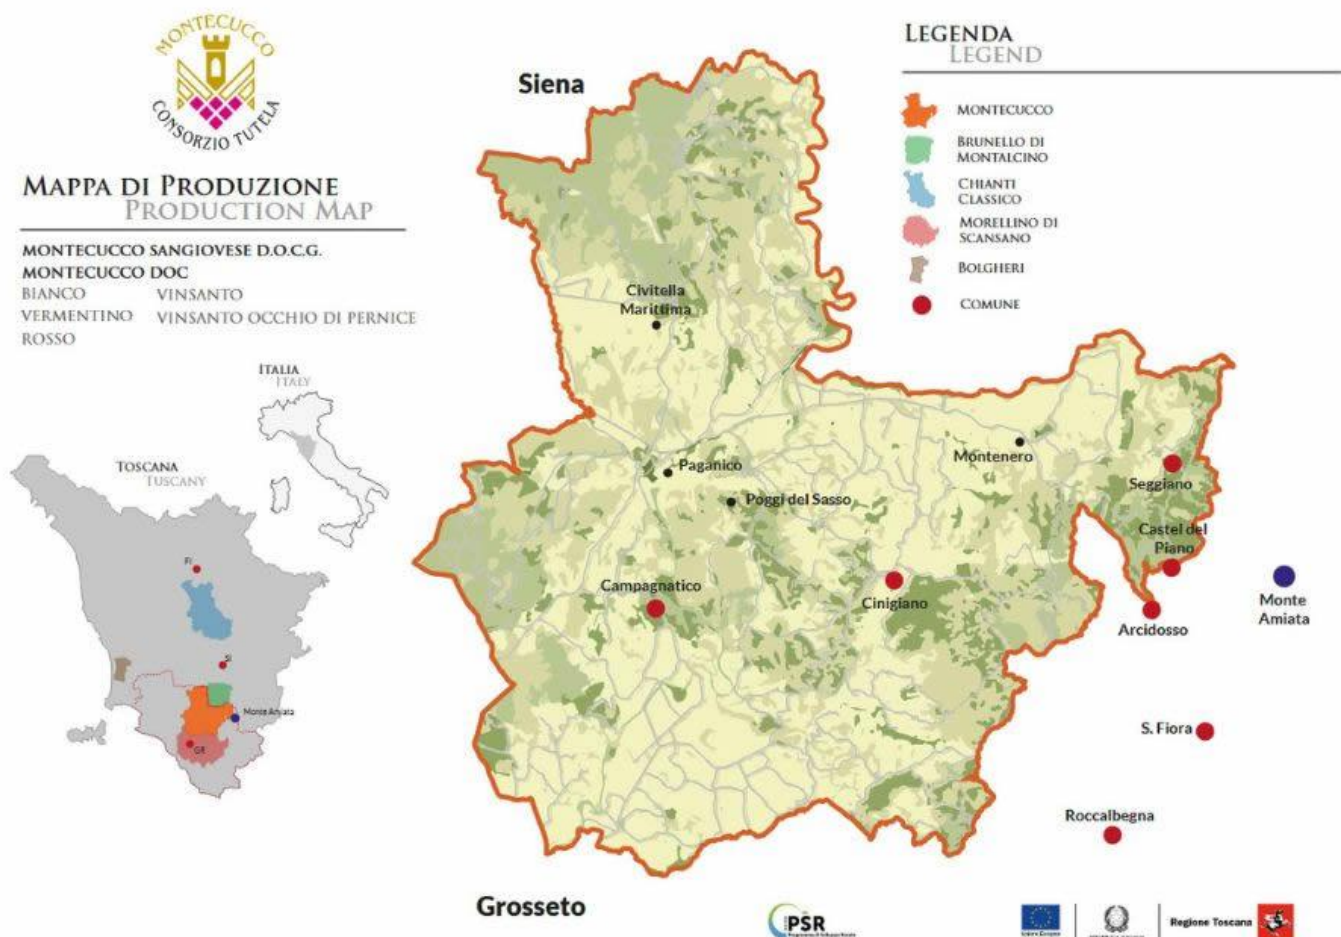 MONTECUCCO
CONSORZIO TUTELA
MAPPA DI PRODUZIONE
PRODUCTION MAP
MONTECUCCO SANGIOVESE D.O.C.G.
MONTECUCCO DOC
BIANCO VINSANTO
VERMENTINO VINSANTO OCCHIO DI PERNICE
ROSSO
ITALIA
ITALY
TOSCANA
TUSCANY
FI
SI
Monte Amiata
GR
Siena
Civitella
Marittima
Paganico
Poggi del Sasso
Montenero
Seggiano
Castel del
Piano
Campagnatico
Cinigiano
Arcidosso
Monte
Amiata
S. Fiora
Roccalbegna
Grosseto
LEGENDA
LEGEND
MONTECUCCO
BRUNELLO DI
MONTALCINO
CHIANTI
CLASSICO
MORELLINO DI
SCANSANO
BOLGHERI
COMUNE
PSR
Regione Toscana